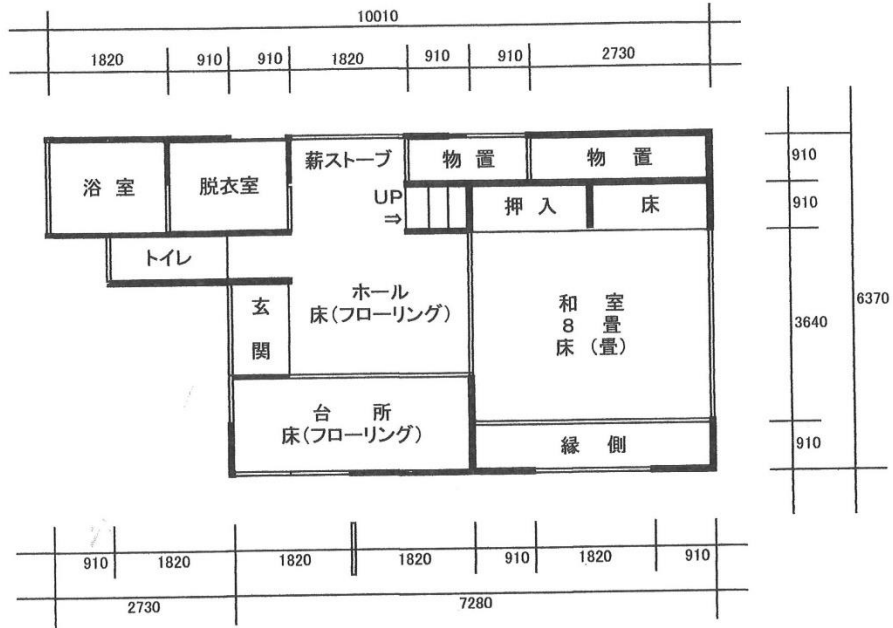 10010
1820 910 910 1820 910 910 2730
浴室 脱衣室 薪ストーブ 物置 物置
UP
⇒
押入 床
トイレ
ホール
床(フローリング)
玄
関
和室
8畳
床(畳)
台所
床(フローリング)
縁側
910
910
3640
910
6370
910 1820 1820 1820 910 1820 910
2730 7280